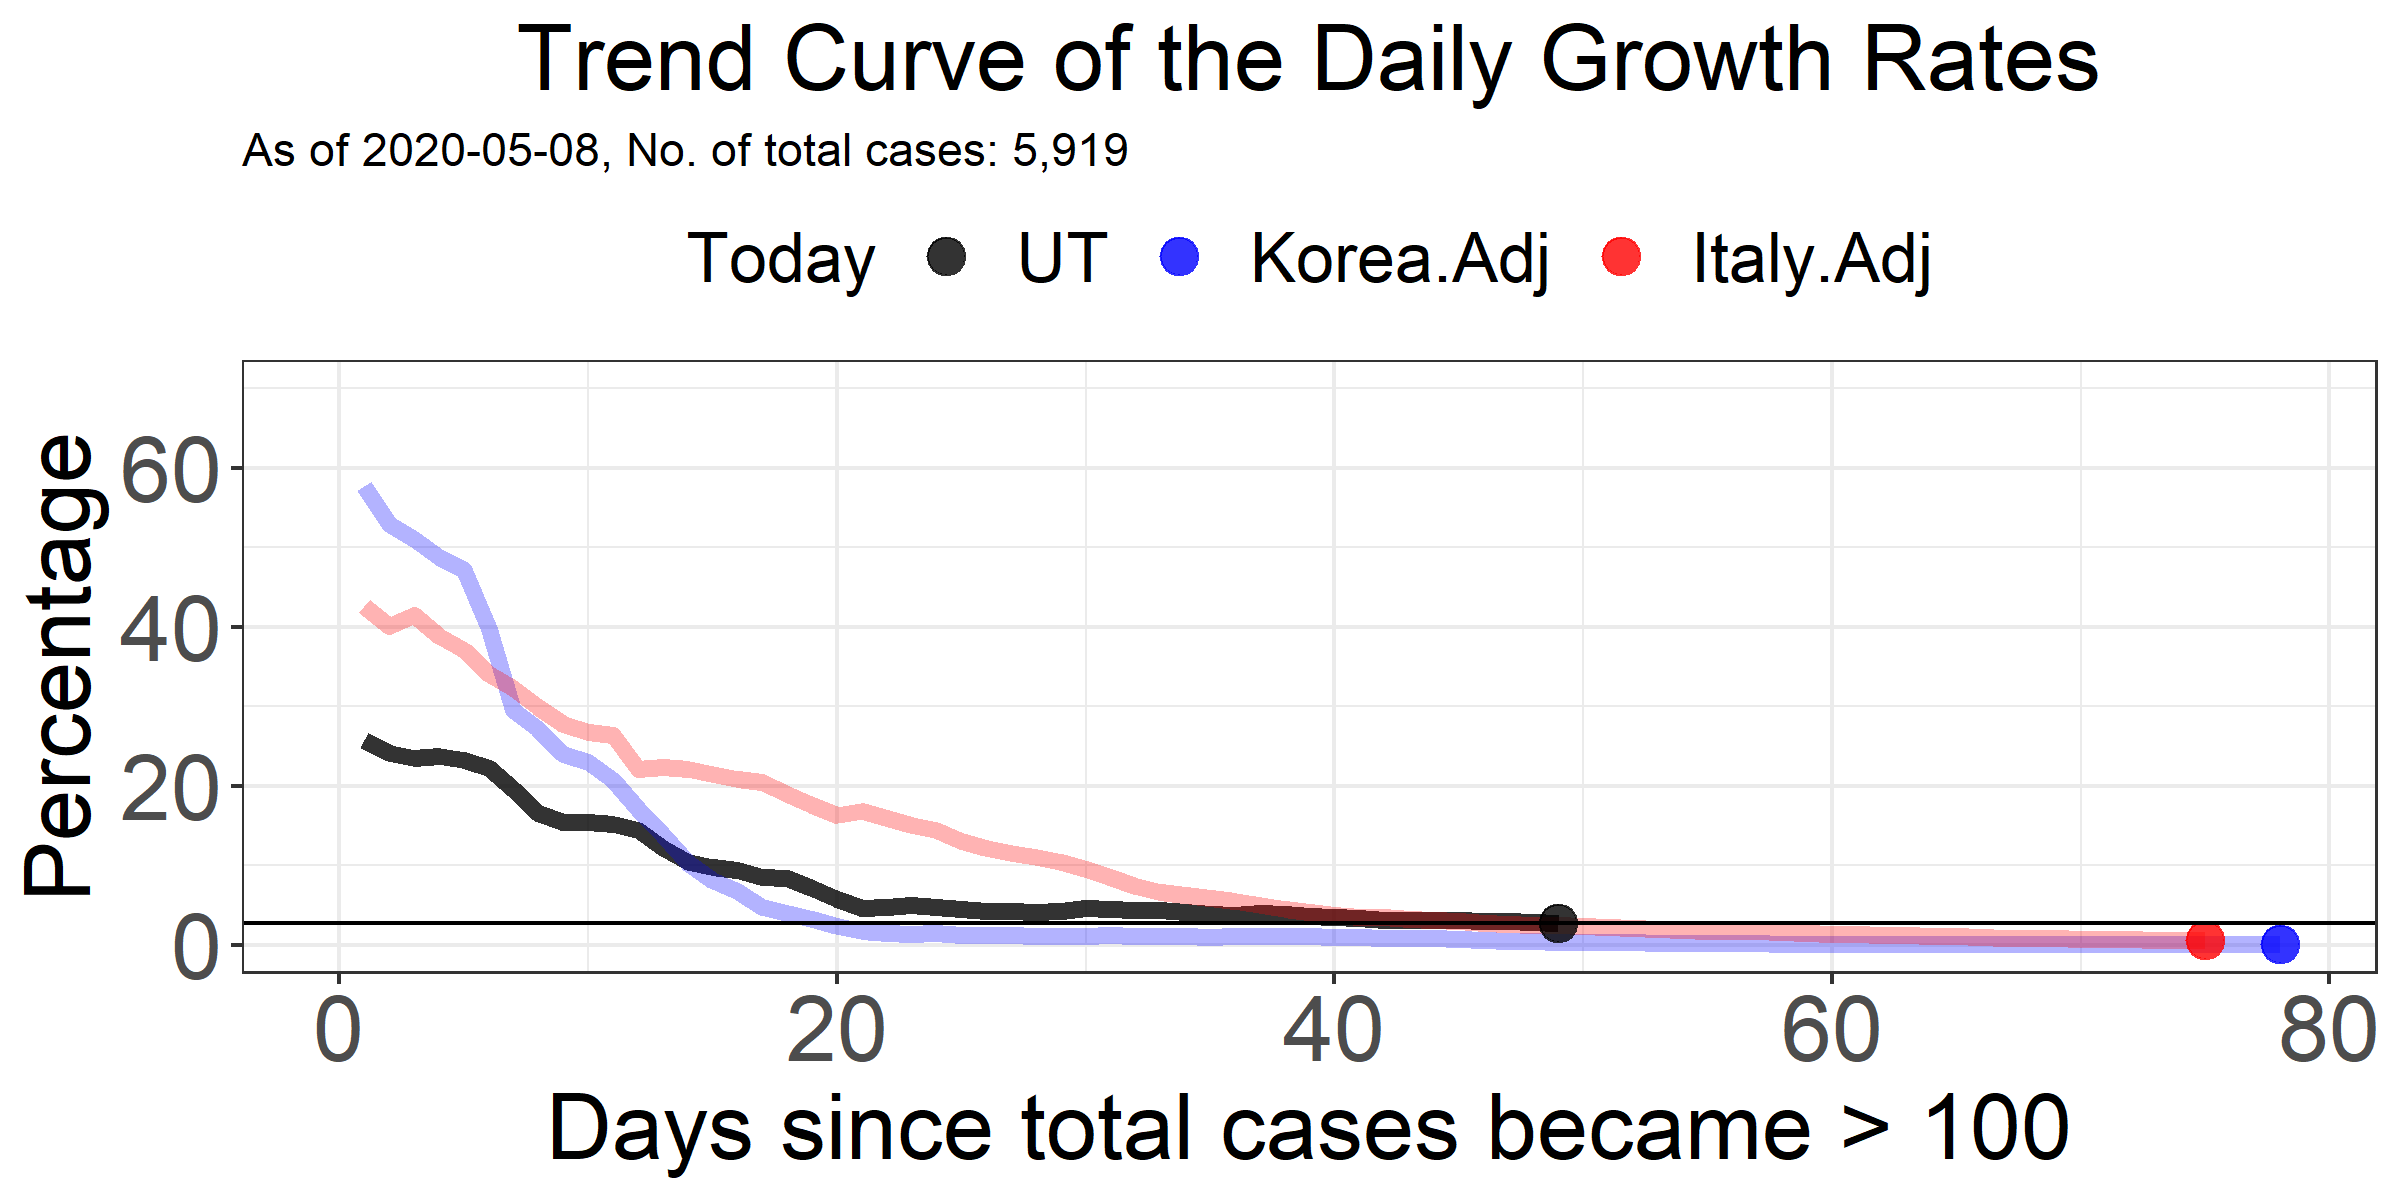 Trend Curve of the Daily Growth Rates
As of 2020-05-08, No. of total cases: 5,919
Today UT Korea.Adj Italy.Adj
Percentage
60
40
20
0
0 20 40 60 80
Days since total cases became > 100